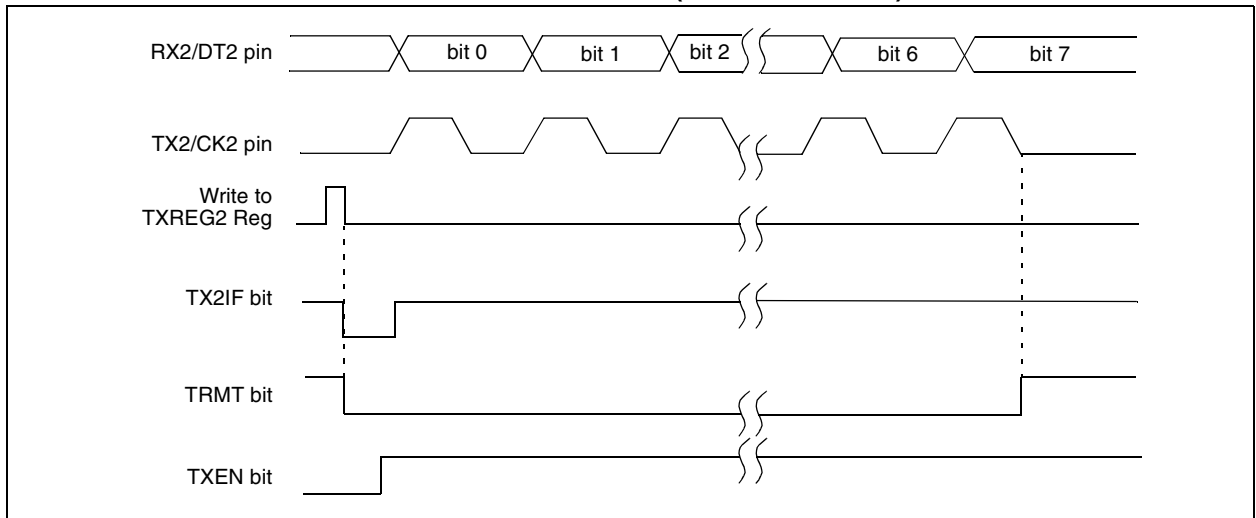 RX2/DT2 pin
bit 0
bit 1
bit 2
bit 6
bit 7
TX2/CK2 pin
Write to
TXREG2 Reg
TX2IF bit
TRMT bit
TXEN bit